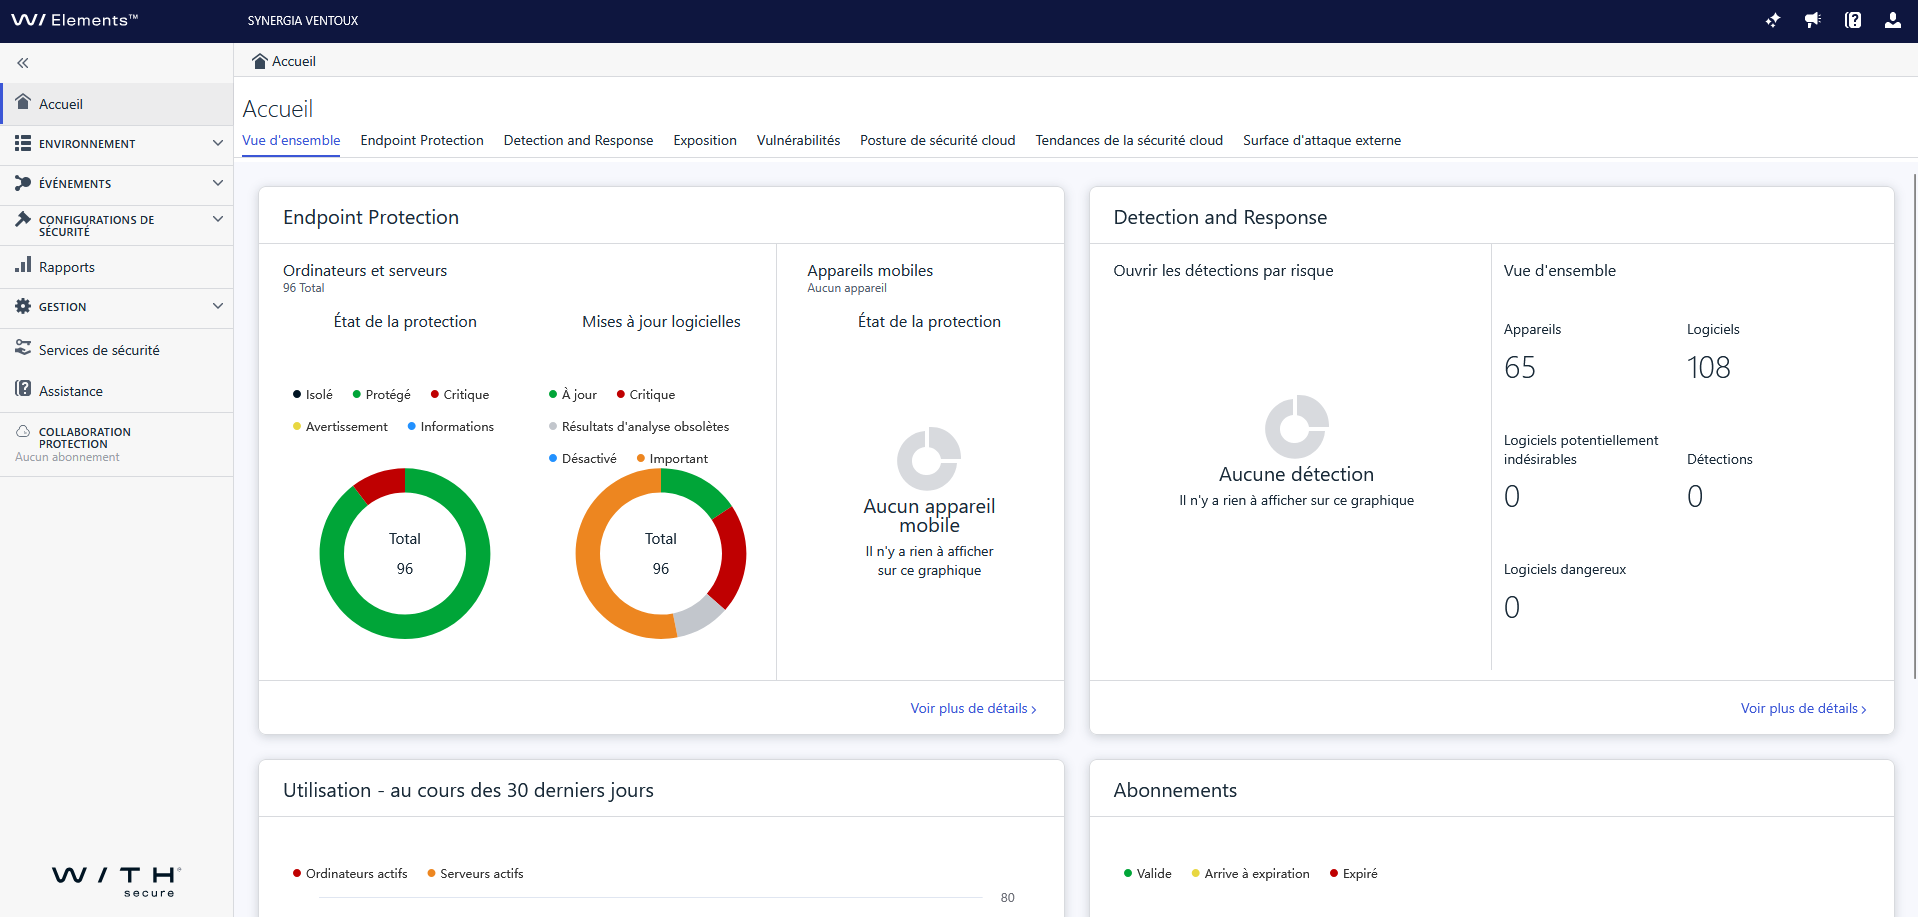 W/ Elements™
SYNERGIA VENTOUX
Accueil
ENVIRONNEMENT
ÉVÉNEMENTS
CONFIGURATIONS DE
SÉCURITÉ
Rapports
GESTION
Services de sécurité
Assistance
COLLABORATION
PROTECTION
Aucun abonnement
W/TH®
secure
Accueil
Accueil
Vue d'ensemble Endpoint Protection Detection and Response Exposition Vulnérabilités Posture de sécurité cloud Tendances de la sécurité cloud Surface d'attaque externe
Endpoint Protection
Ordinateurs et serveurs
96 Total
État de la protection
Isolé Protégé Critique
Avertissement Informations
Total
96
Mises à jour logicielles
À jour Critique
Résultats d'analyse obsolètes
Désactivé Important
Total
96
Appareils mobiles
Aucun appareil
État de la protection
Aucun appareil
mobile
Il n'y a rien à afficher
sur ce graphique
Voir plus de détails ›
Detection and Response
Ouvrir les détections par risque
Aucune détection
Il n'y a rien à afficher sur ce graphique
Vue d'ensemble
Appareils Logiciels
65 108
Logiciels potentiellement
indésirables Détections
0 0
Logiciels dangereux
0
Voir plus de détails ›
Utilisation - au cours des 30 derniers jours
Ordinateurs actifs Serveurs actifs
80
Abonnements
Valide Arrive à expiration Expiré